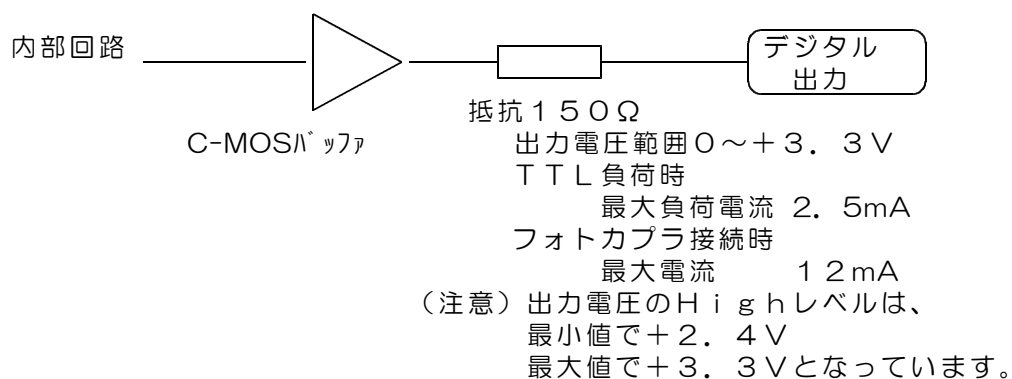 内部回路
デジタル
出力
抵抗１５０Ω
C-MOSﾊﾞｯﾌｧ
出力電圧範囲０～＋３．３Ｖ
ＴＴＬ負荷時
最大負荷電流 ２．５mA
フォトカプラ接続時
最大電流　　１２mA
（注意）出力電圧のＨｉｇｈレベルは、
最小値で＋２．４Ｖ
最大値で＋３．３Ｖとなっています。